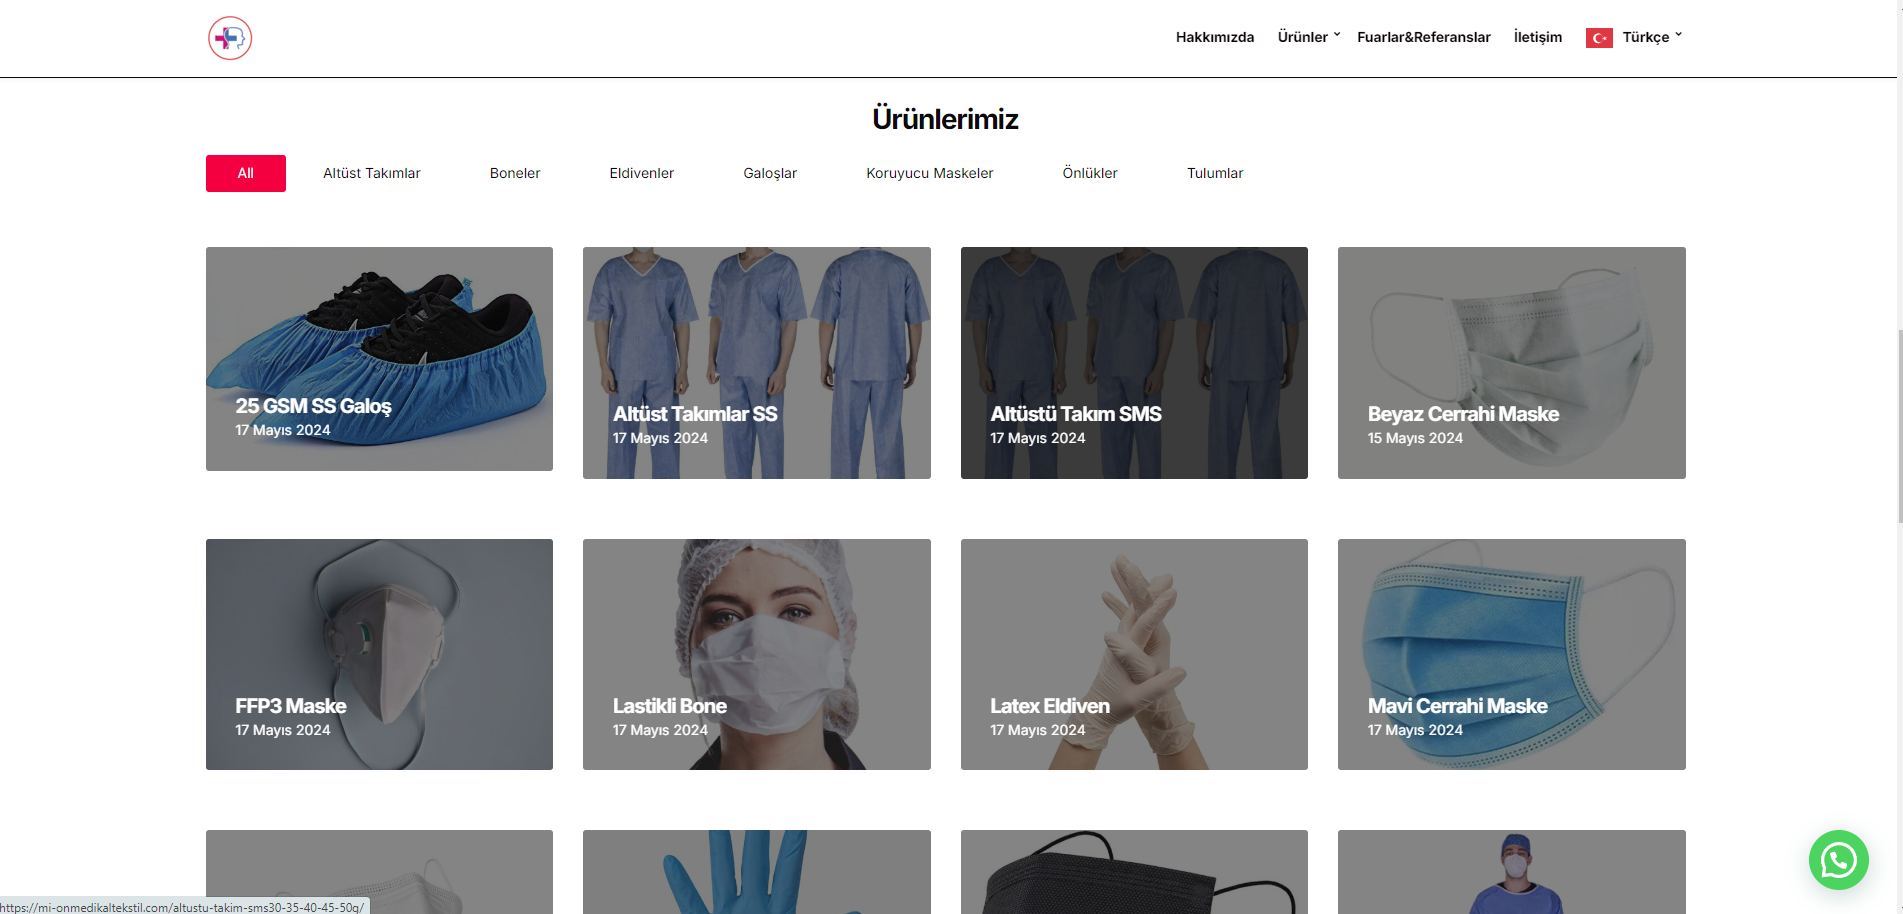 Hakkımızda Ürünler Fuarlar&Referanslar İletişim Türkçe
Ürünlerimiz
All Altüst Takımlar Boneler Eldivenler Galoşlar Koruyucu Maskeler Önlükler Tulumlar
25 GSM SS Galoş
17 Mayıs 2024
Altüst Takımlar SS
17 Mayıs 2024
Altüstü Takım SMS
17 Mayıs 2024
Beyaz Cerrahi Maske
15 Mayıs 2024
FFP3 Maske
17 Mayıs 2024
Lastikli Bone
17 Mayıs 2024
Latex Eldiven
17 Mayıs 2024
Mavi Cerrahi Maske
17 Mayıs 2024
https://mi-onmedikaltekstil.com/altustu-takim-sms30-35-40-45-50g/